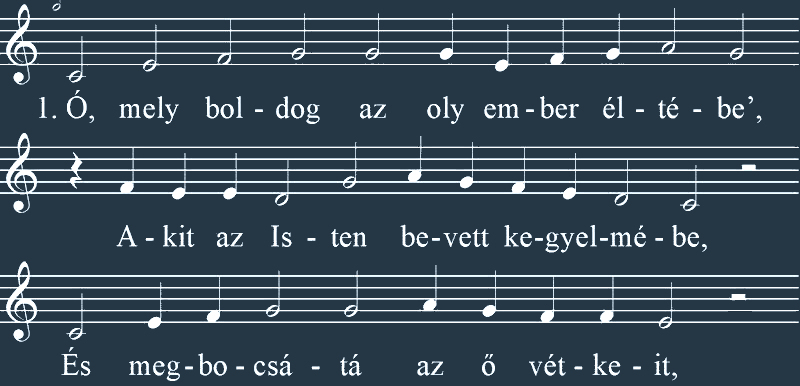 1. Ó, mely bol - dog az oly em - ber él - té - be’,
A - kit az Is - ten be - vett ke - gyel - mé - be,
És meg - bo - csá - tá az ő vét - ke - it,